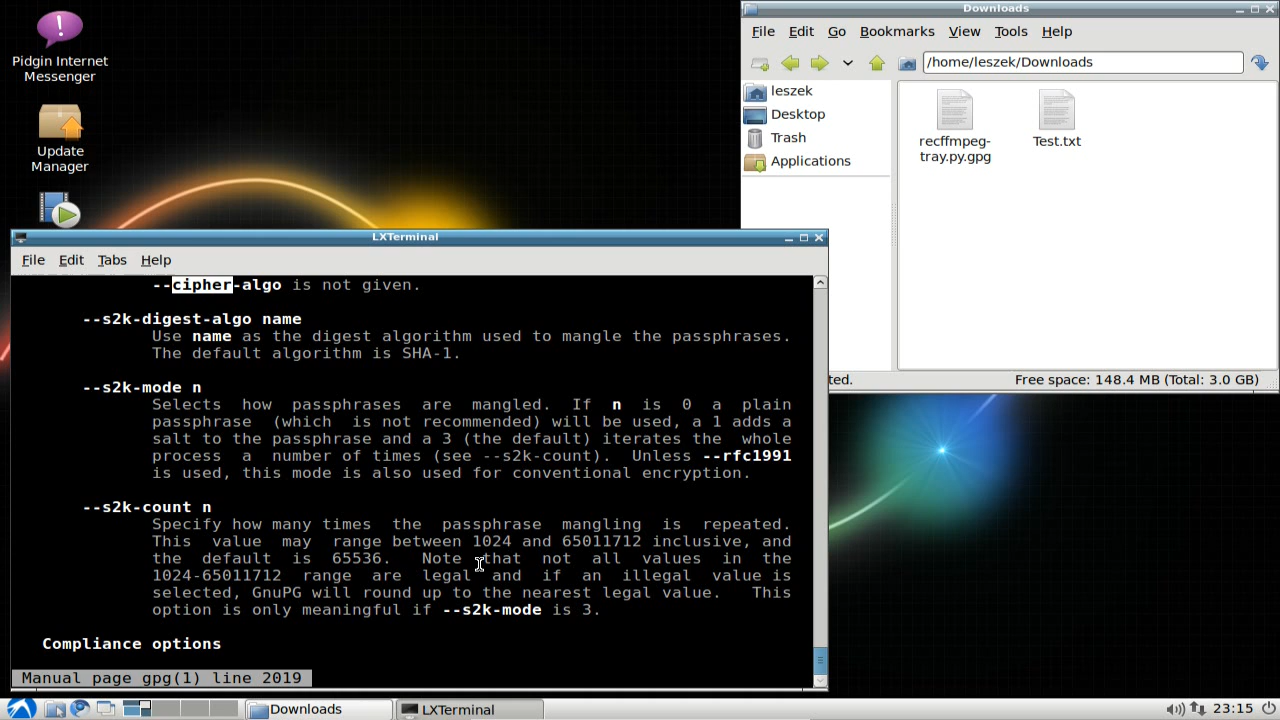 Pidgin Internet
Messenger
Update
Manager
Downloads
File Edit Go Bookmarks View Tools Help
/home/leszek/Downloads
leszek
Desktop
Trash
Applications
recffmpeg-
tray.py.gpg
Test.txt
ted.
Free space: 148.4 MB (Total: 3.0 GB)
LXTerminal
File Edit Tabs Help
--cipher-algo is not given.
--s2k-digest-algo name
Use name as the digest algorithm used to mangle the passphrases.
The default algorithm is SHA-1.
--s2k-mode n
Selects how passphrases are mangled. If n is 0 a plain
passphrase (which is not recommended) will be used, a 1 adds a
salt to the passphrase and a 3 (the default) iterates the whole
process a number of times (see --s2k-count). Unless --rfc1991
is used, this mode is also used for conventional encryption.
--s2k-count n
Specify how many times the passphrase mangling is repeated.
This value may range between 1024 and 65011712 inclusive, and
the default is 65536. Note that not all values in the
1024-65011712 range are legal and if an illegal value is
selected, GnuPG will round up to the nearest legal value. This
option is only meaningful if --s2k-mode is 3.
Compliance options
Manual page gpg(1) line 2019
Downloads
LXTerminal
23:15